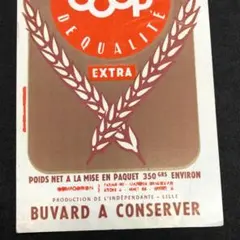 coop
DE QUALITÉ
EXTRA
POIDS NET A LA MISE EN PAQUET 350 GRS ENVIRON
PRODUCTION DE L'INDÉPENDANTE - LILLE
BUVARD A CONSERVER